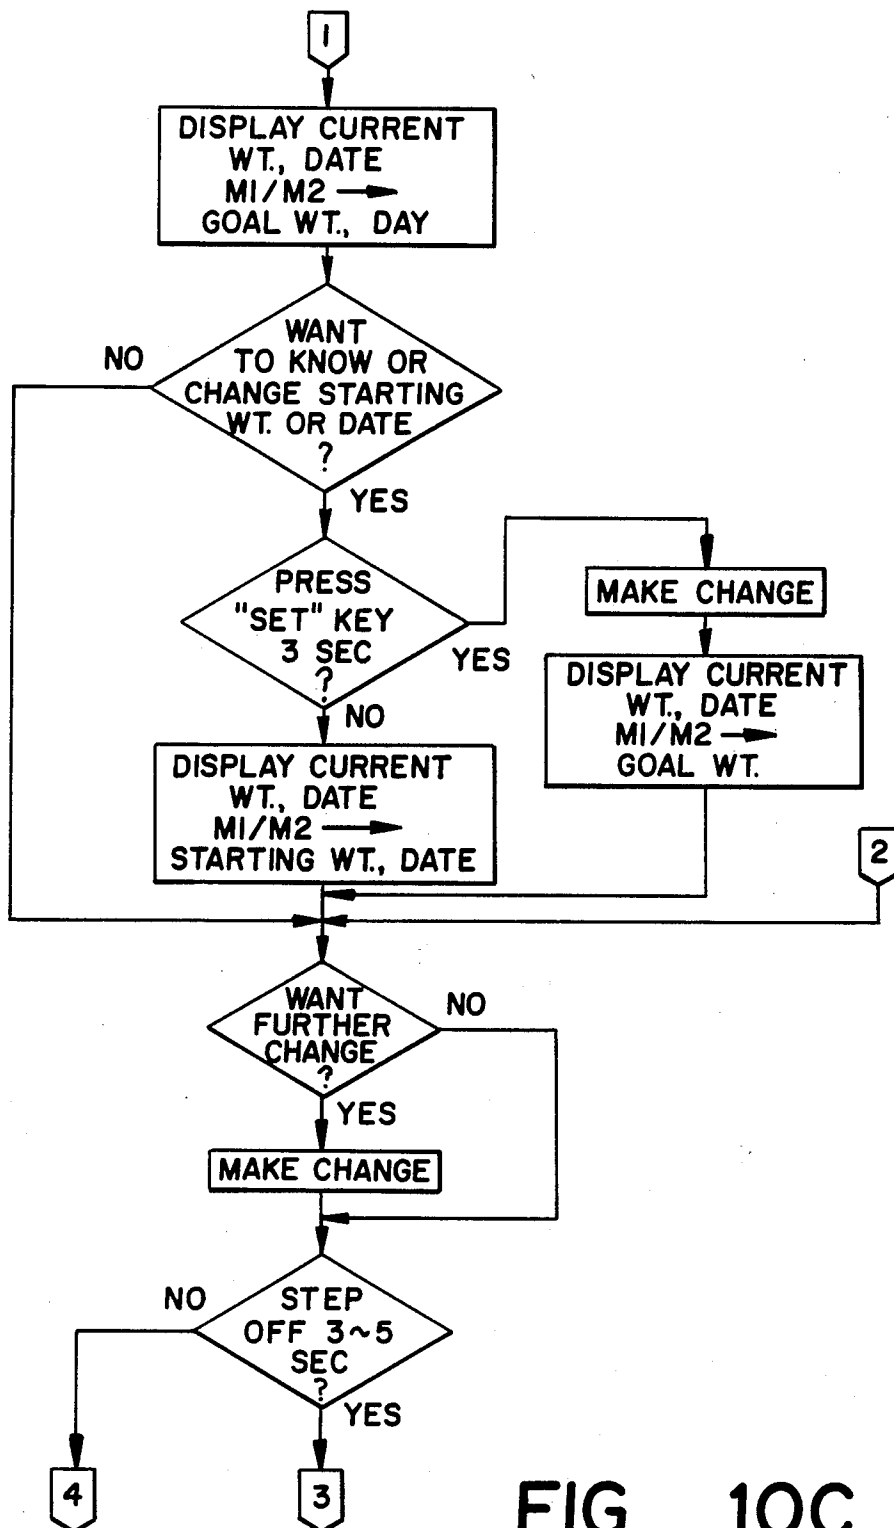 1
DISPLAY CURRENT
WT., DATE
M1/M2 →
GOAL WT., DAY
WANT
TO KNOW OR
CHANGE STARTING
WT. OR DATE
?
NO
YES
PRESS
"SET" KEY
3 SEC
?
YES
NO
MAKE CHANGE
DISPLAY CURRENT
WT., DATE
M1/M2 →
GOAL WT.
DISPLAY CURRENT
WT., DATE
M1/M2 →
STARTING WT., DATE
2
WANT
FURTHER
CHANGE
?
NO
YES
MAKE CHANGE
STEP
OFF 3~5
SEC
?
NO
YES
4
3
FIG 10C